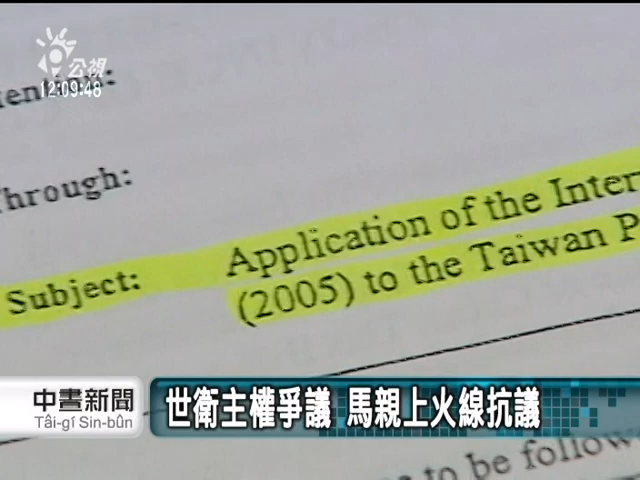 公視
12:09:48
Through:
Subject: Application of the Inter
(2005) to the Taiwan P
to be follow
中晝新聞
Tâi-gí Sin-bûn
世衛主權爭議 馬親上火線抗議